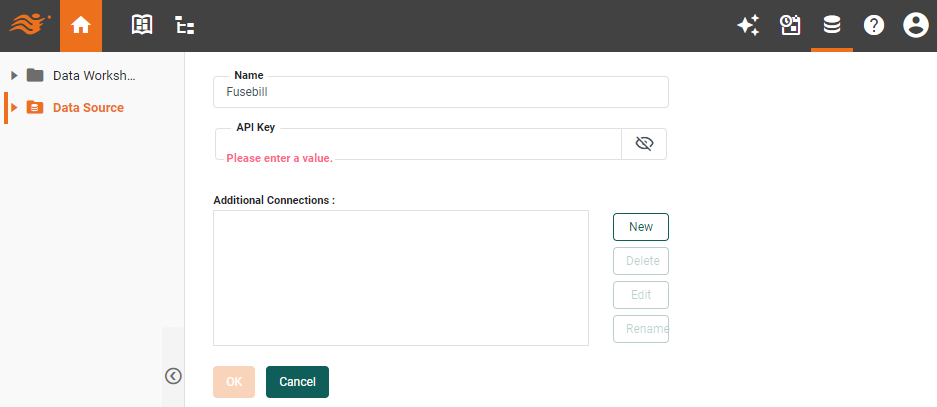 Data Worksh...
Data Source
Name
Fusebill
API Key
Please enter a value.
Additional Connections :
New
Delete
Edit
Rename
OK
Cancel